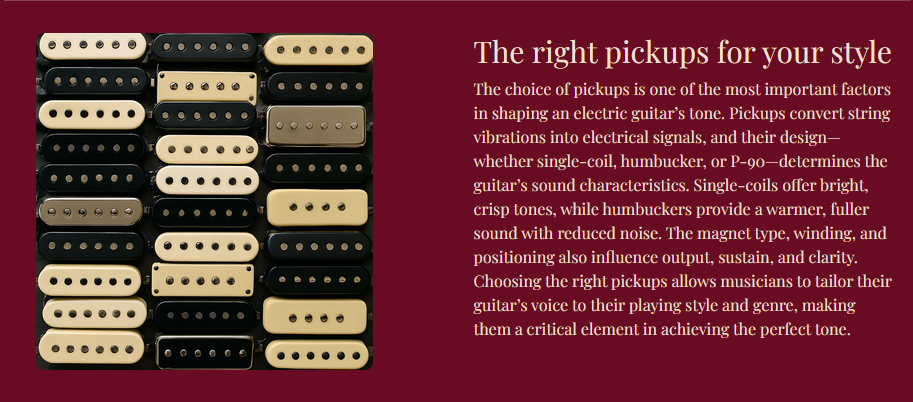 The right pickups for your style
The choice of pickups is one of the most important factors
in shaping an electric guitar's tone. Pickups convert string
vibrations into electrical signals, and their design—
whether single-coil, humbucker, or P-90—determines the
guitar's sound characteristics. Single-coils offer bright,
crisp tones, while humbuckers provide a warmer, fuller
sound with reduced noise. The magnet type, winding, and
positioning also influence output, sustain, and clarity.
Choosing the right pickups allows musicians to tailor their
guitar's voice to their playing style and genre, making
them a critical element in achieving the perfect tone.